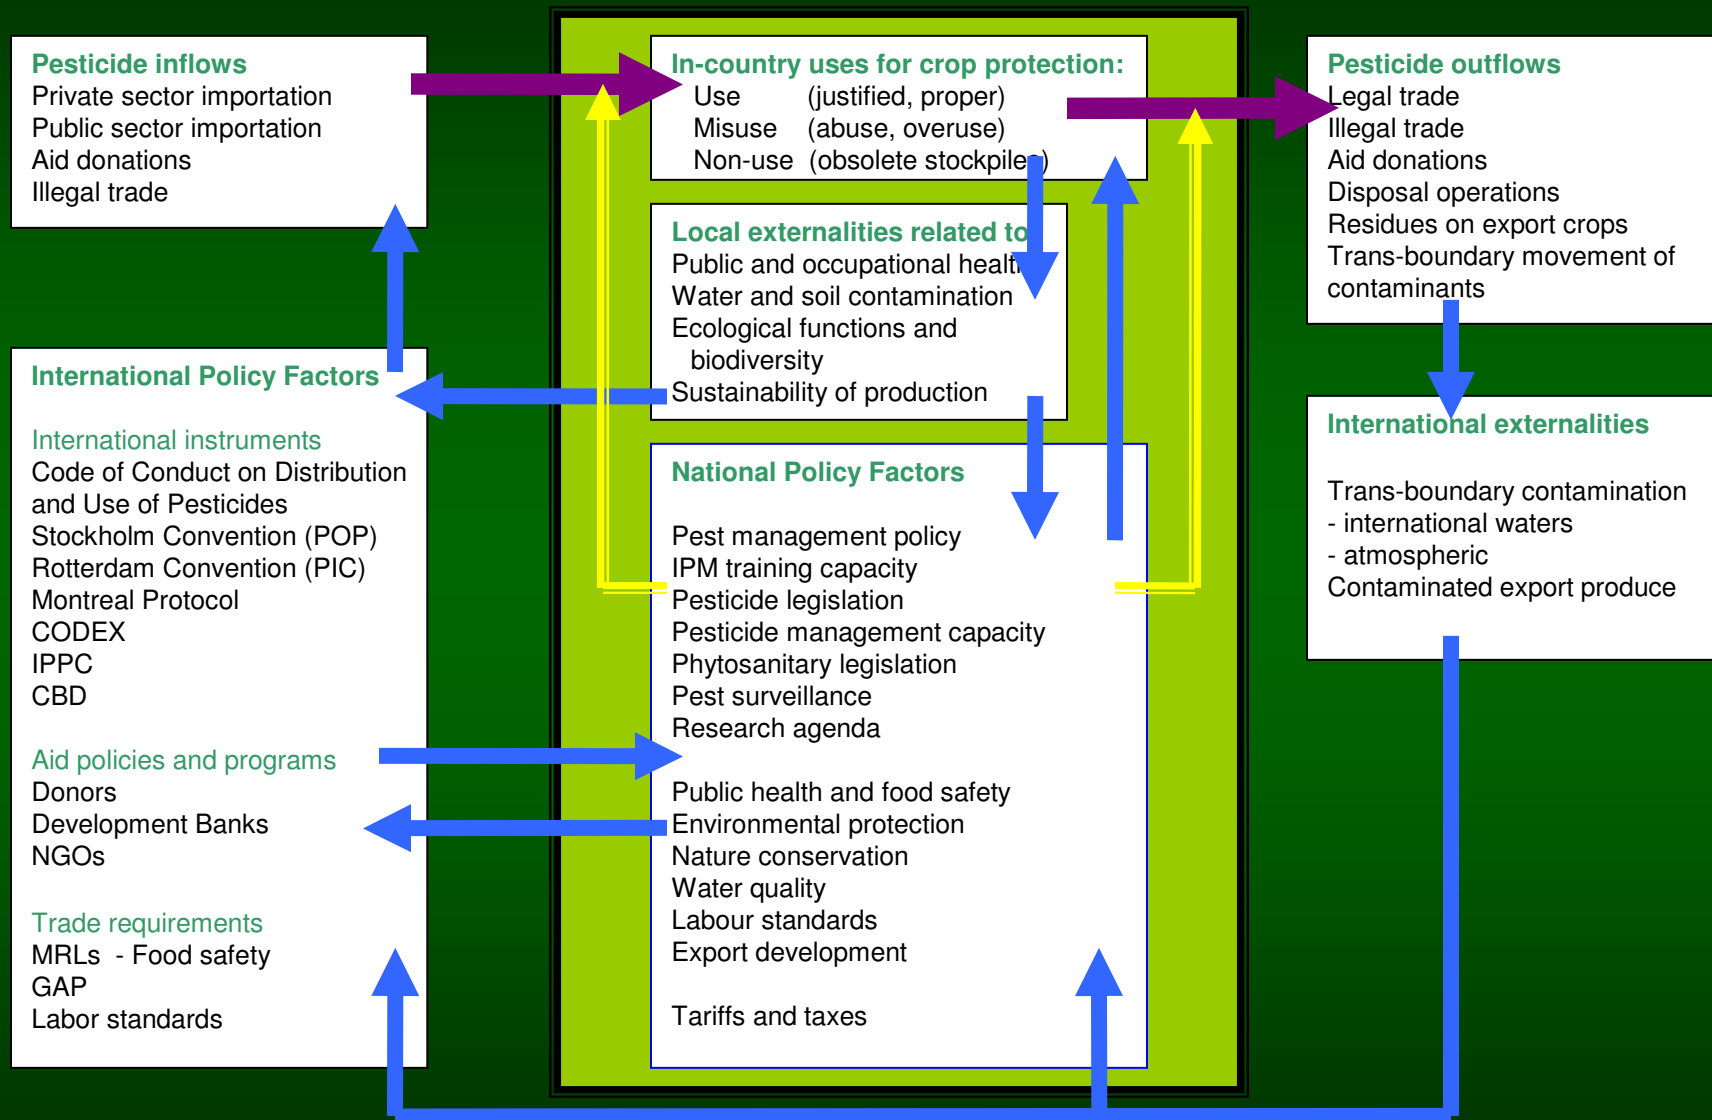 Pesticide inflows
Private sector importation
Public sector importation
Aid donations
Illegal trade
International Policy Factors
International instruments
Code of Conduct on Distribution
and Use of Pesticides
Stockholm Convention (POP)
Rotterdam Convention (PIC)
Montreal Protocol
CODEX
IPPC
CBD
Aid policies and programs
Donors
Development Banks
NGOs
Trade requirements
MRLs - Food safety
GAP
Labor standards
In-country uses for crop protection:
Use (justified, proper)
Misuse (abuse, overuse)
Non-use (obsolete stockpiles)
Local externalities related to
Public and occupational health
Water and soil contamination
Ecological functions and
biodiversity
Sustainability of production
National Policy Factors
Pest management policy
IPM training capacity
Pesticide legislation
Pesticide management capacity
Phytosanitary legislation
Pest surveillance
Research agenda
Public health and food safety
Environmental protection
Nature conservation
Water quality
Labour standards
Export development
Tariffs and taxes
Pesticide outflows
Legal trade
Illegal trade
Aid donations
Disposal operations
Residues on export crops
Trans-boundary movement of
contaminants
International externalities
Trans-boundary contamination
- international waters
- atmospheric
Contaminated export produce